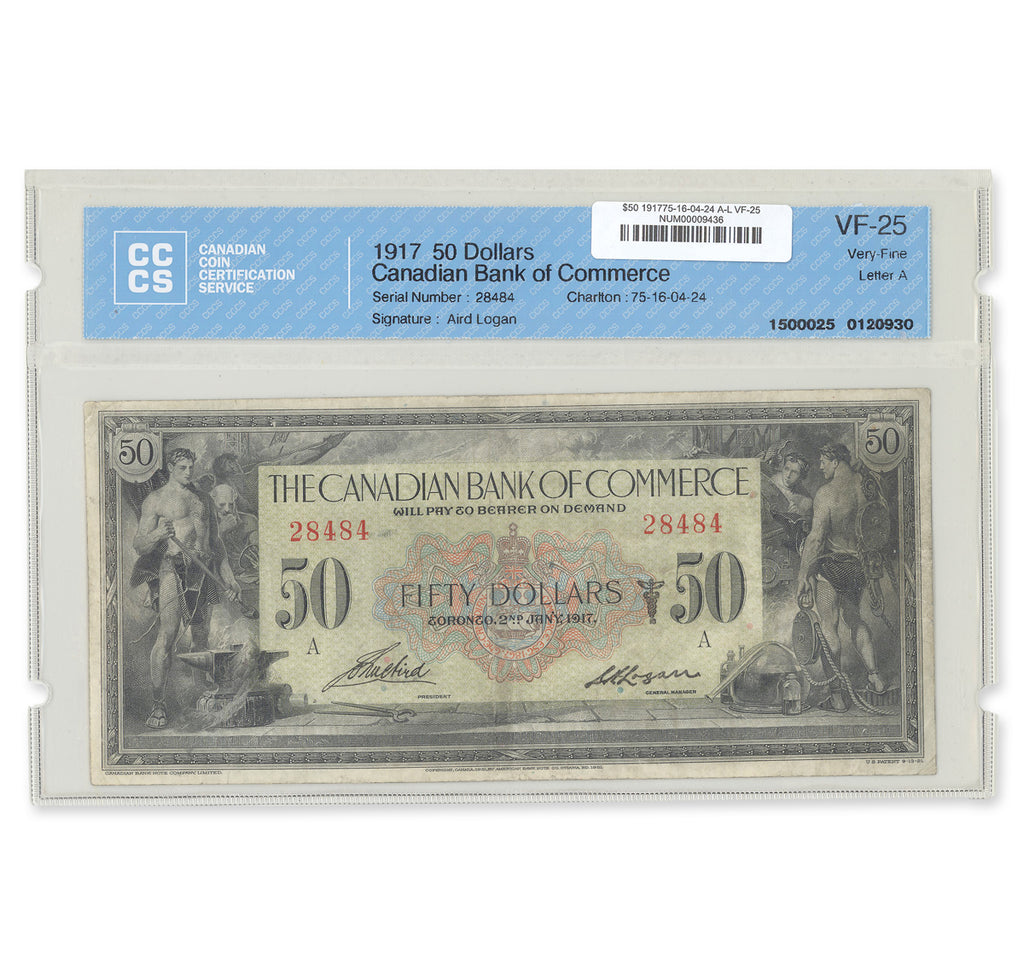 $50 191775-16-04-24 A-L VF-25
NUM00009436
CC
CS
CANADIAN
COIN
CERTIFICATION
SERVICE
1917 50 Dollars
Canadian Bank of Commerce
Serial Number : 28484 Charlton : 75-16-04-24
Signature : Aird Logan
VF-25
Very-Fine
Letter A
1500025 0120930
50 50
THE CANADIAN BANK OF COMMERCE
WILL PAY TO BEARER ON DEMAND
28484 28484
50 FIFTY DOLLARS 50
TORONTO. 2ND JANY. 1917.
A A
PRESIDENT
GENERAL MANAGER
CANADIAN BANK NOTE COMPANY, LIMITED.
U S PATENT